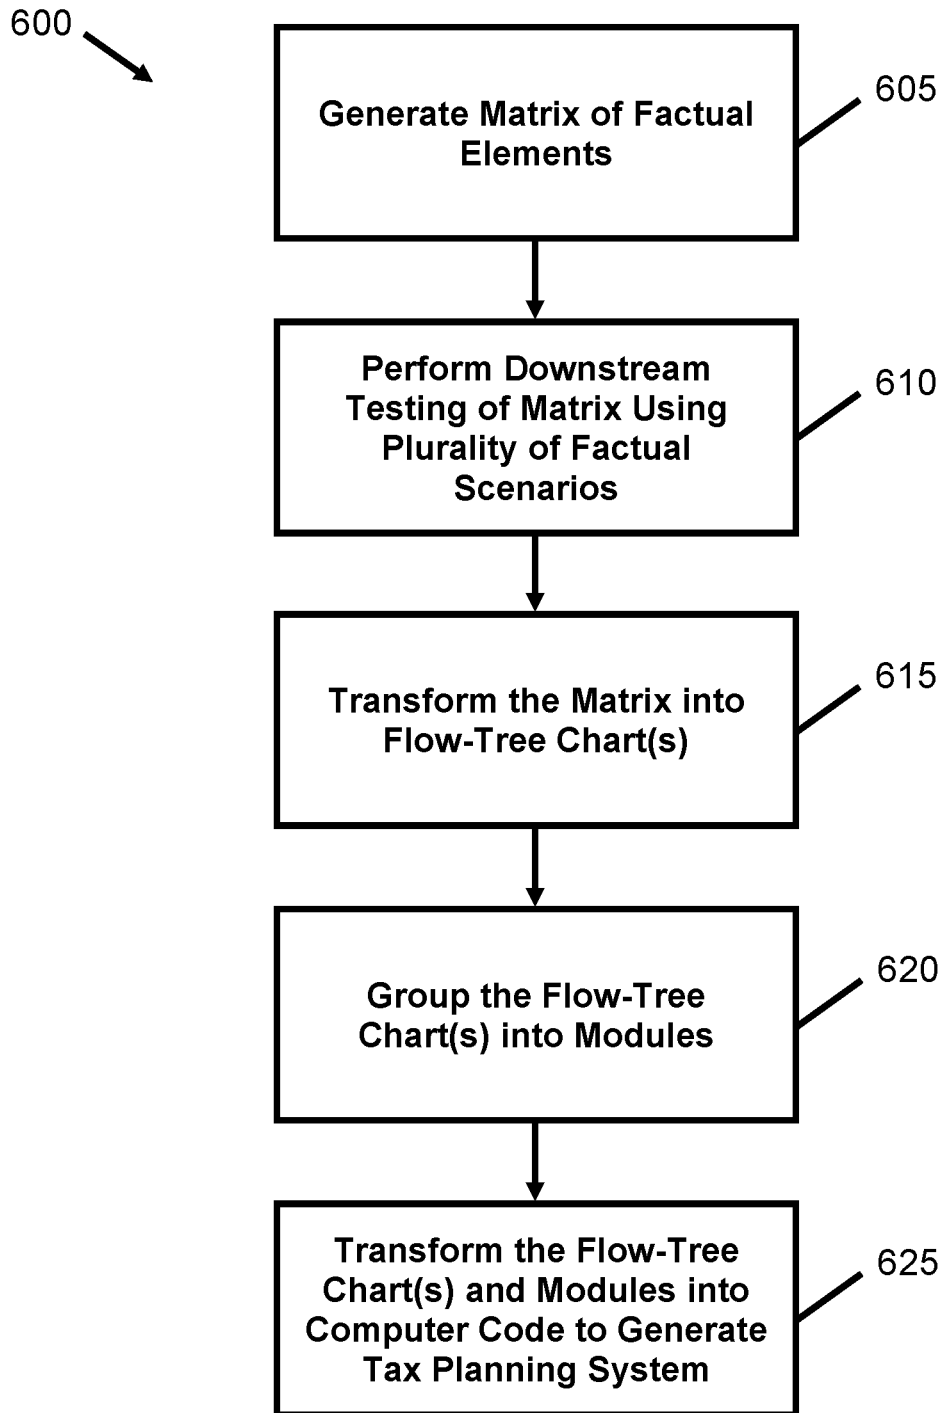 600
605
Generate Matrix of Factual
Elements
610
Perform Downstream
Testing of Matrix Using
Plurality of Factual
Scenarios
615
Transform the Matrix into
Flow-Tree Chart(s)
620
Group the Flow-Tree
Chart(s) into Modules
625
Transform the Flow-Tree
Chart(s) and Modules into
Computer Code to Generate
Tax Planning System